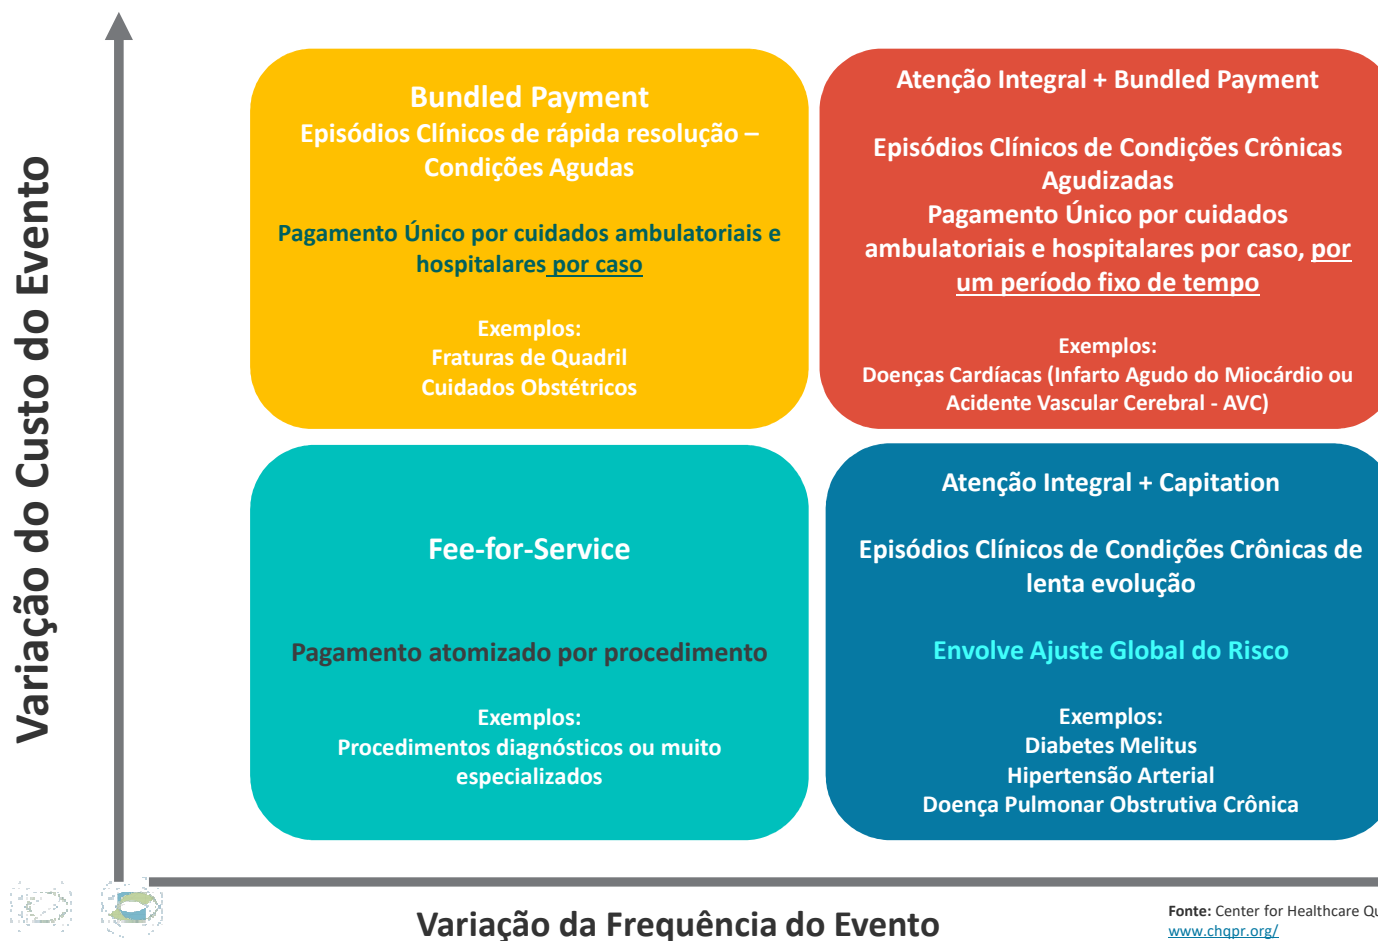 Variação do Custo do Evento
Bundled Payment
Episódios Clínicos de rápida resolução –
Condições Agudas
Pagamento Único por cuidados ambulatoriais e
hospitalares por caso
Exemplos:
Fraturas de Quadril
Cuidados Obstétricos
Atenção Integral + Bundled Payment
Episódios Clínicos de Condições Crônicas
Agudizadas
Pagamento Único por cuidados
ambulatoriais e hospitalares por caso, por
um período fixo de tempo
Exemplos:
Doenças Cardíacas (Infarto Agudo do Miocárdio ou
Acidente Vascular Cerebral - AVC)
Fee-for-Service
Pagamento atomizado por procedimento
Exemplos:
Procedimentos diagnósticos ou muito
especializados
Atenção Integral + Capitation
Episódios Clínicos de Condições Crônicas de
lenta evolução
Envolve Ajuste Global do Risco
Exemplos:
Diabetes Melitus
Hipertensão Arterial
Doença Pulmonar Obstrutiva Crônica
Variação da Frequência do Evento
Fonte: Center for Healthcare
www.chqpr.org/